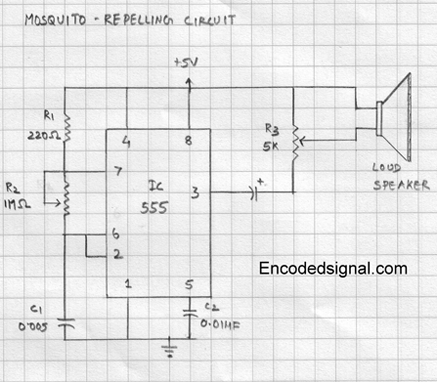 MOSQUITO - REPELLING CIRCUIT
+5V
R1
220Ω
4
8
R3
5K
7
R2
1MΩ
IC
555
3
+
LOUD
SPEAKER
6
2
Encodedsignal.com
1
5
C1
0.005
C2
0.01MF